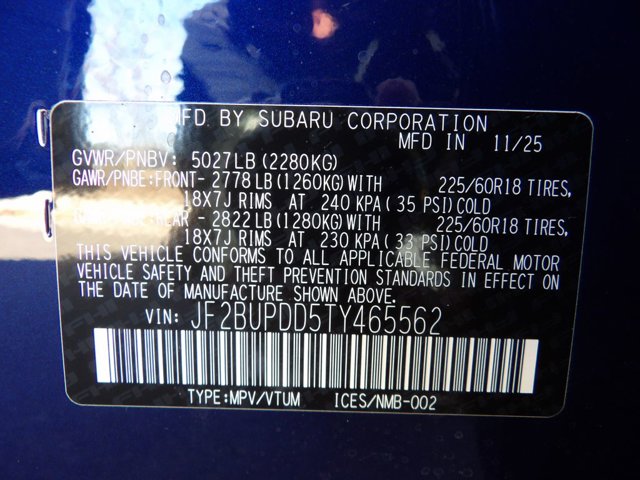 MFD BY SUBARU CORPORATION
MFD IN 11/25
GVWR/PNBV: 5027LB (2280KG)
GAWR/PNBE:FRONT- 2778 LB (1260KG)WITH 225/60R18 TIRES,
18X7J RIMS AT 240 KPA (35 PSI)COLD
REAR - 2822 LB (1280KG)WITH 225/60R18 TIRES,
18X7J RIMS AT 230 KPA (33 PSI)COLD
THIS VEHICLE CONFORMS TO ALL APPLICABLE FEDERAL MOTOR
VEHICLE SAFETY AND THEFT PREVENTION STANDARDS IN EFFECT ON
THE DATE OF MANUFACTURE SHOWN ABOVE.
VIN: JF2BUPDD5TY465562
TYPE:MPV/VTUM ICES/NMB-002